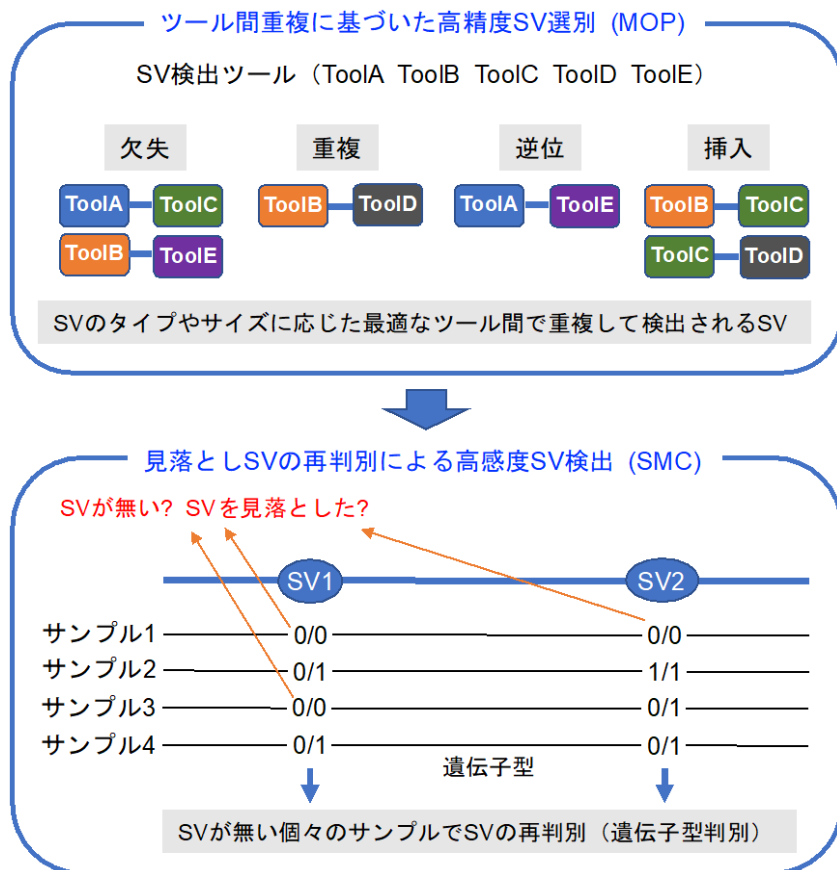 ツール間重複に基づいた高精度SV選別 (MOP)
SV検出ツール（ToolA ToolB ToolC ToolD ToolE）
欠失 重複 逆位 挿入
ToolA ToolC ToolB ToolD ToolA ToolE ToolB ToolC
ToolB ToolE ToolC ToolD
SVのタイプやサイズに応じた最適なツール間で重複して検出されるSV
見落としSVの再判別による高感度SV検出 (SMC)
SVが無い? SVを見落とした?
SV1 SV2
サンプル1 0/0 0/0
サンプル2 0/1 1/1
サンプル3 0/0 0/1
サンプル4 0/1 0/1
遺伝子型
SVが無い個々のサンプルでSVの再判別（遺伝子型判別）